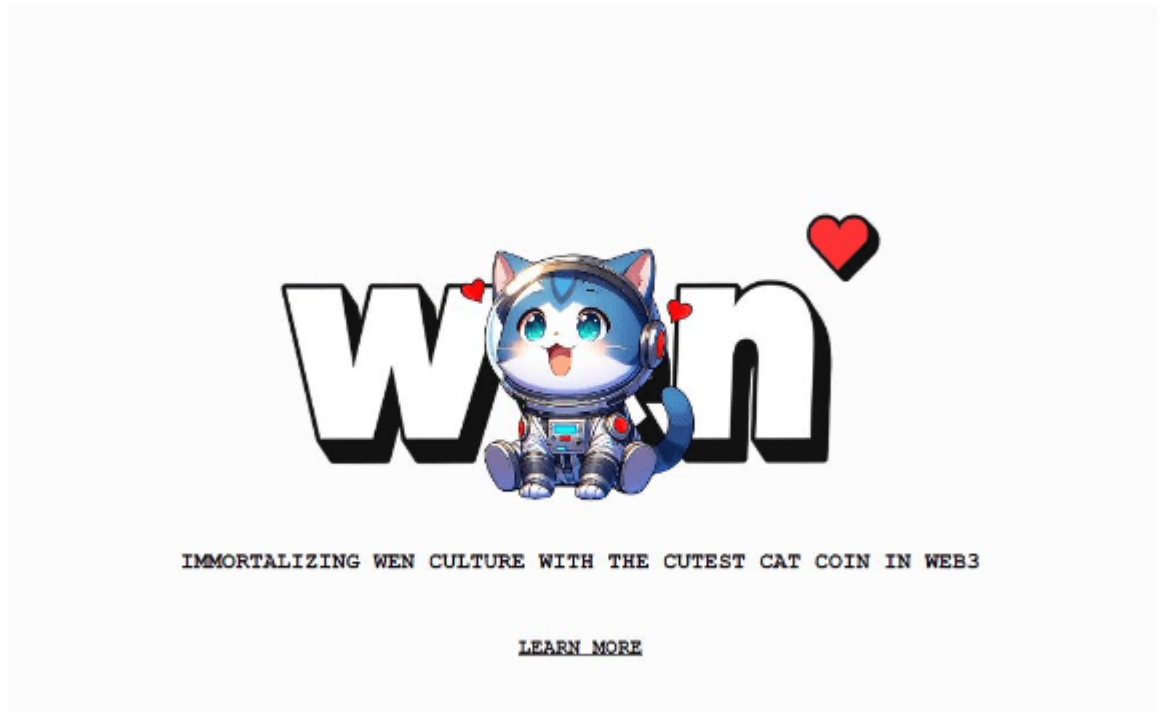 wen
IMMORTALIZING WEN CULTURE WITH THE CUTEST CAT COIN IN WEB3
LEARN MORE